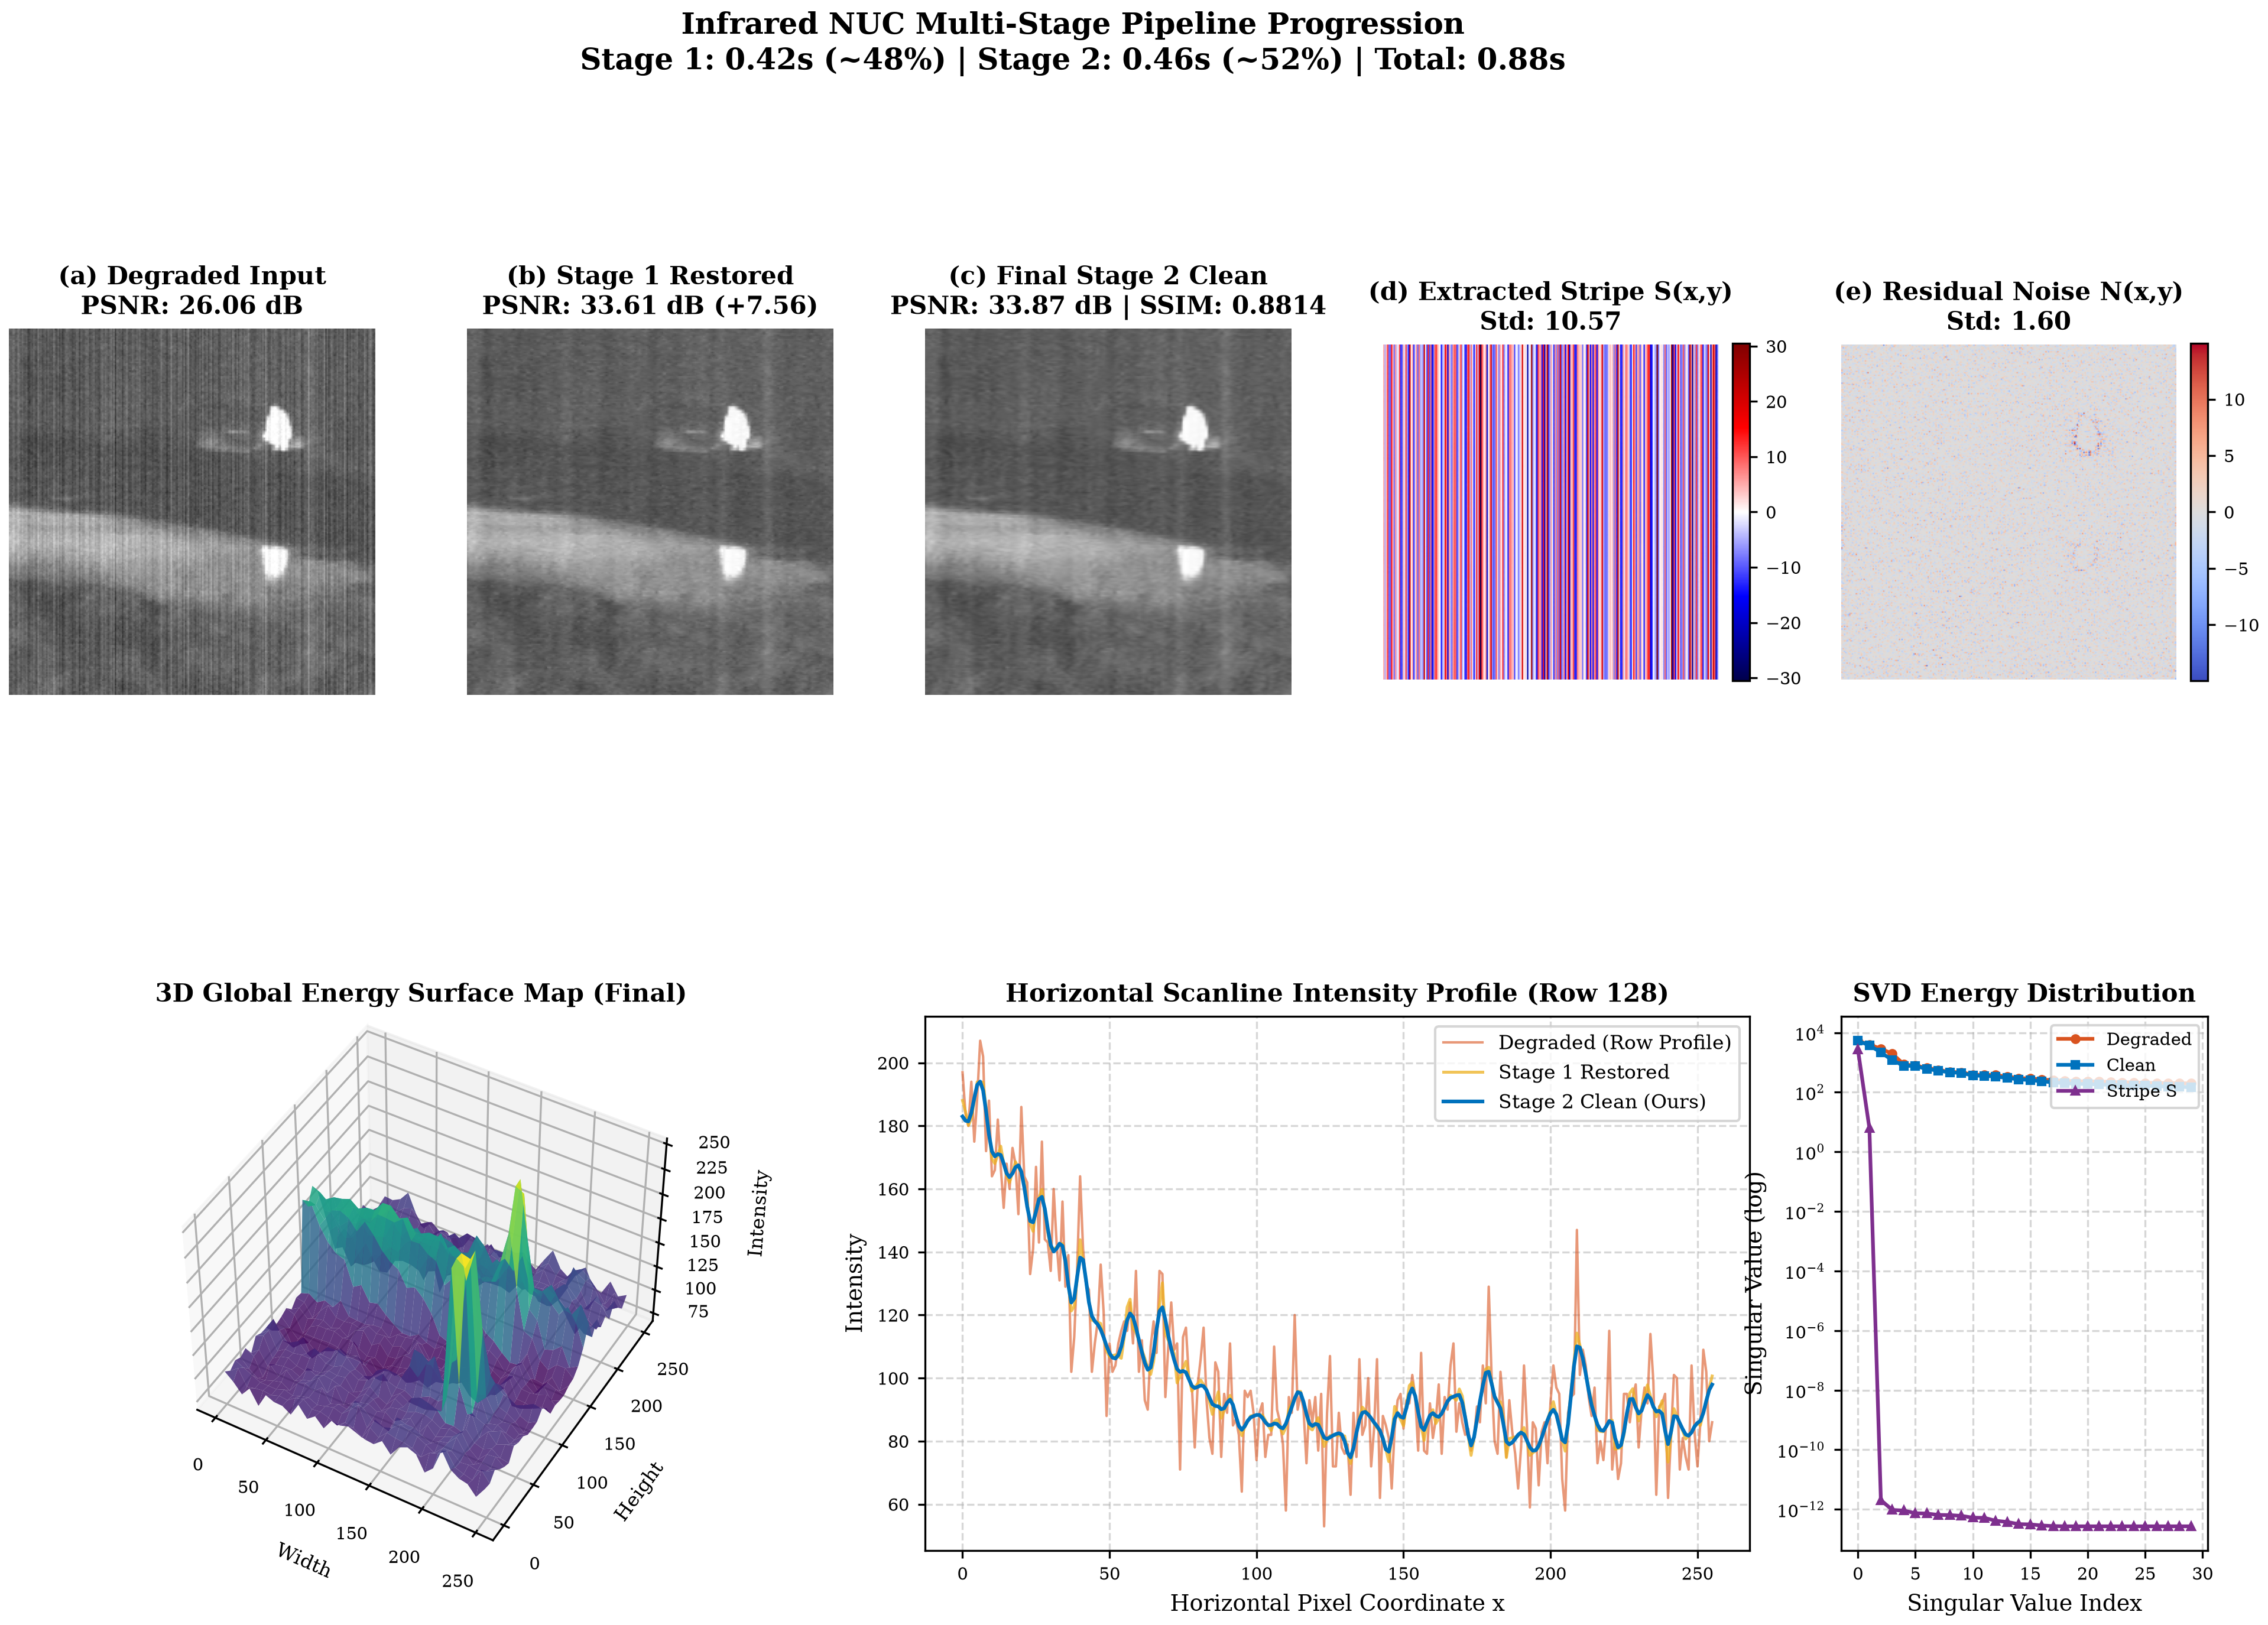 Infrared NUC Multi-Stage Pipeline Progression
Stage 1: 0.42s (~48%) | Stage 2: 0.46s (~52%) | Total: 0.88s
(a) Degraded Input
PSNR: 26.06 dB
(b) Stage 1 Restored
PSNR: 33.61 dB (+7.56)
(c) Final Stage 2 Clean
PSNR: 33.87 dB | SSIM: 0.8814
(d) Extracted Stripe S(x,y)
Std: 10.57
30
20
10
0
−10
−20
−30
(e) Residual Noise N(x,y)
Std: 1.60
10
5
0
−5
−10
3D Global Energy Surface Map (Final)
250
225
200
175
150
125
100
75
Intensity
0
50
100
150
200
250
Width
0
50
100
150
200
250
Height
Horizontal Scanline Intensity Profile (Row 128)
Degraded (Row Profile)
Stage 1 Restored
Stage 2 Clean (Ours)
200
180
160
140
120
100
80
60
Intensity
0 50 100 150 200 250
Horizontal Pixel Coordinate x
SVD Energy Distribution
Degraded
Clean
Stripe S
10⁴
10²
10⁰
10⁻²
10⁻⁴
10⁻⁶
10⁻⁸
10⁻¹⁰
10⁻¹²
Singular Value (log)
0 5 10 15 20 25 30
Singular Value Index